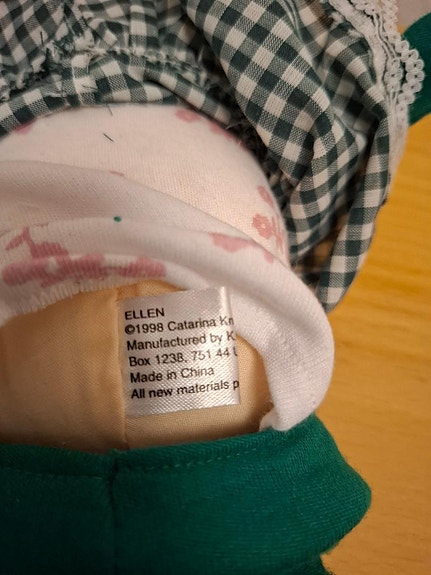 ELLEN
©1998 Catarina
Manufactured by
Box 1238, 751 44
Made in China
All new materials